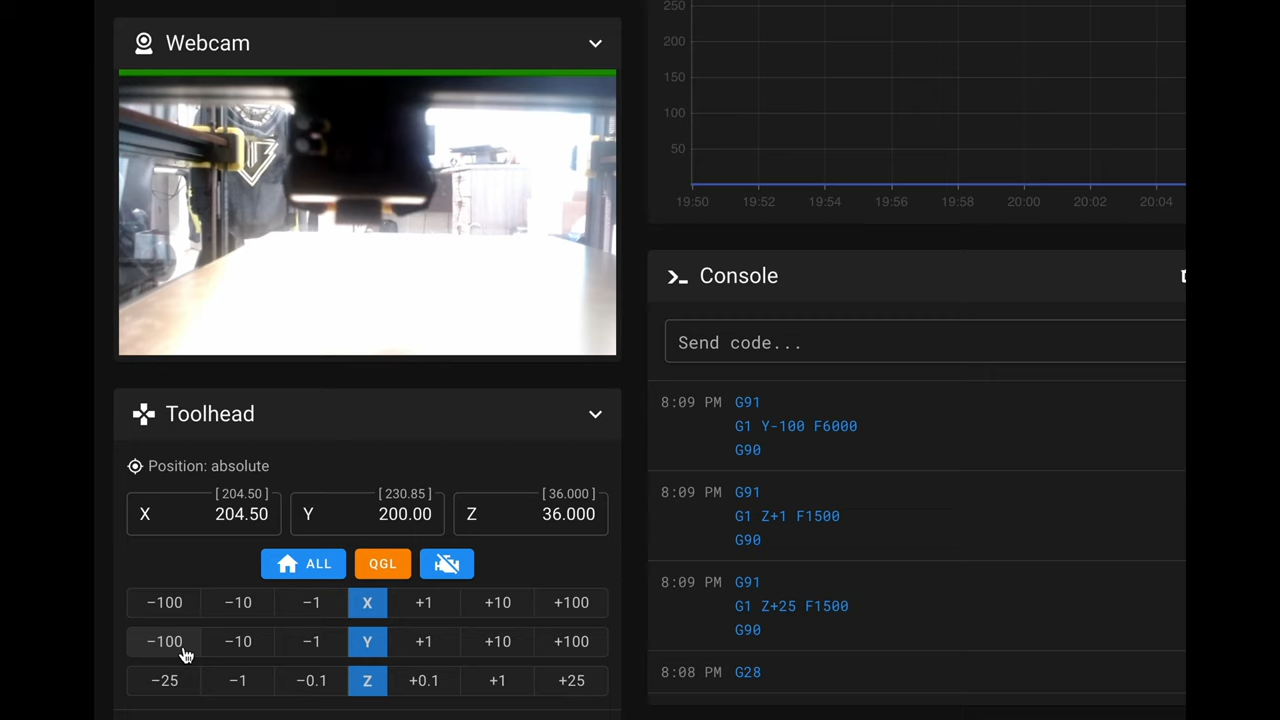 Webcam
Toolhead
Position: absolute
[ 204.50 ] [ 230.85 ] [ 36.000 ]
X 204.50 Y 200.00 Z 36.000
ALL QGL
−100 −10 −1 X +1 +10 +100
−100 −10 −1 Y +1 +10 +100
−25 −1 −0.1 Z +0.1 +1 +25
250
200
150
100
50
19:50 19:52 19:54 19:56 19:58 20:00 20:02 20:04
Console
Send code...
8:09 PM G91
G1 Y-100 F6000
G90
8:09 PM G91
G1 Z+1 F1500
G90
8:09 PM G91
G1 Z+25 F1500
G90
8:08 PM G28